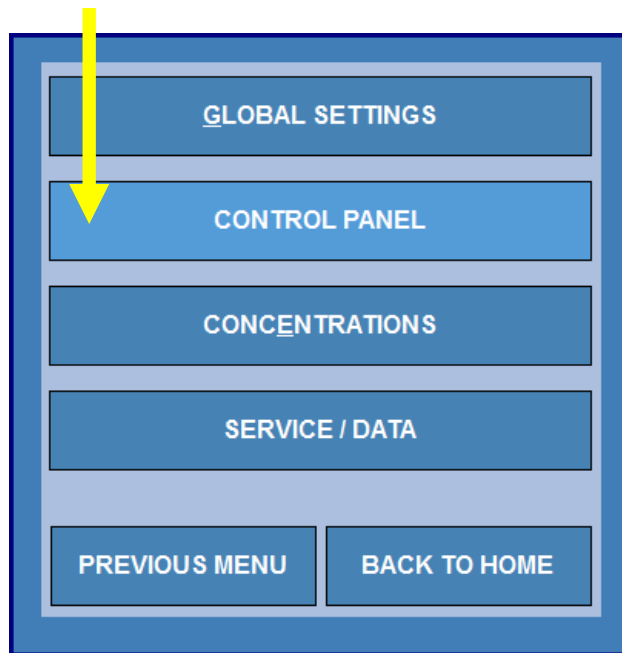 GLOBAL SETTINGS
CONTROL PANEL
CONCENTRATIONS
SERVICE / DATA
PREVIOUS MENU
BACK TO HOME